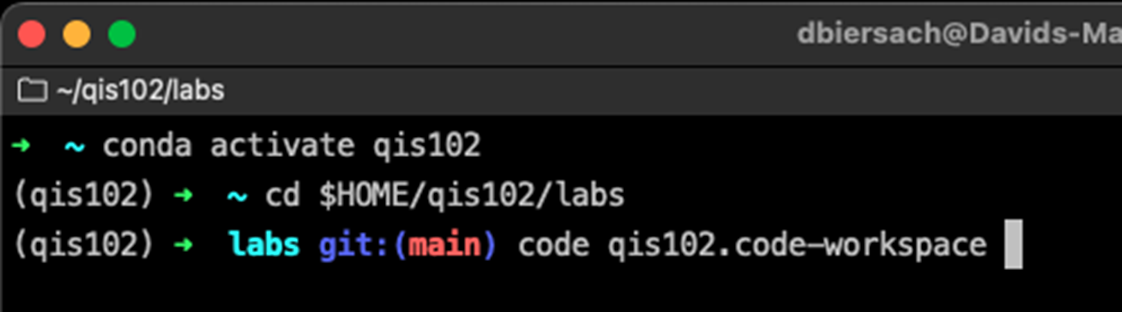 dbiersach@Davids-Ma
~/qis102/labs
➜ ~ conda activate qis102
(qis102) ➜ ~ cd $HOME/qis102/labs
(qis102) ➜ labs git:(main) code qis102.code-workspace